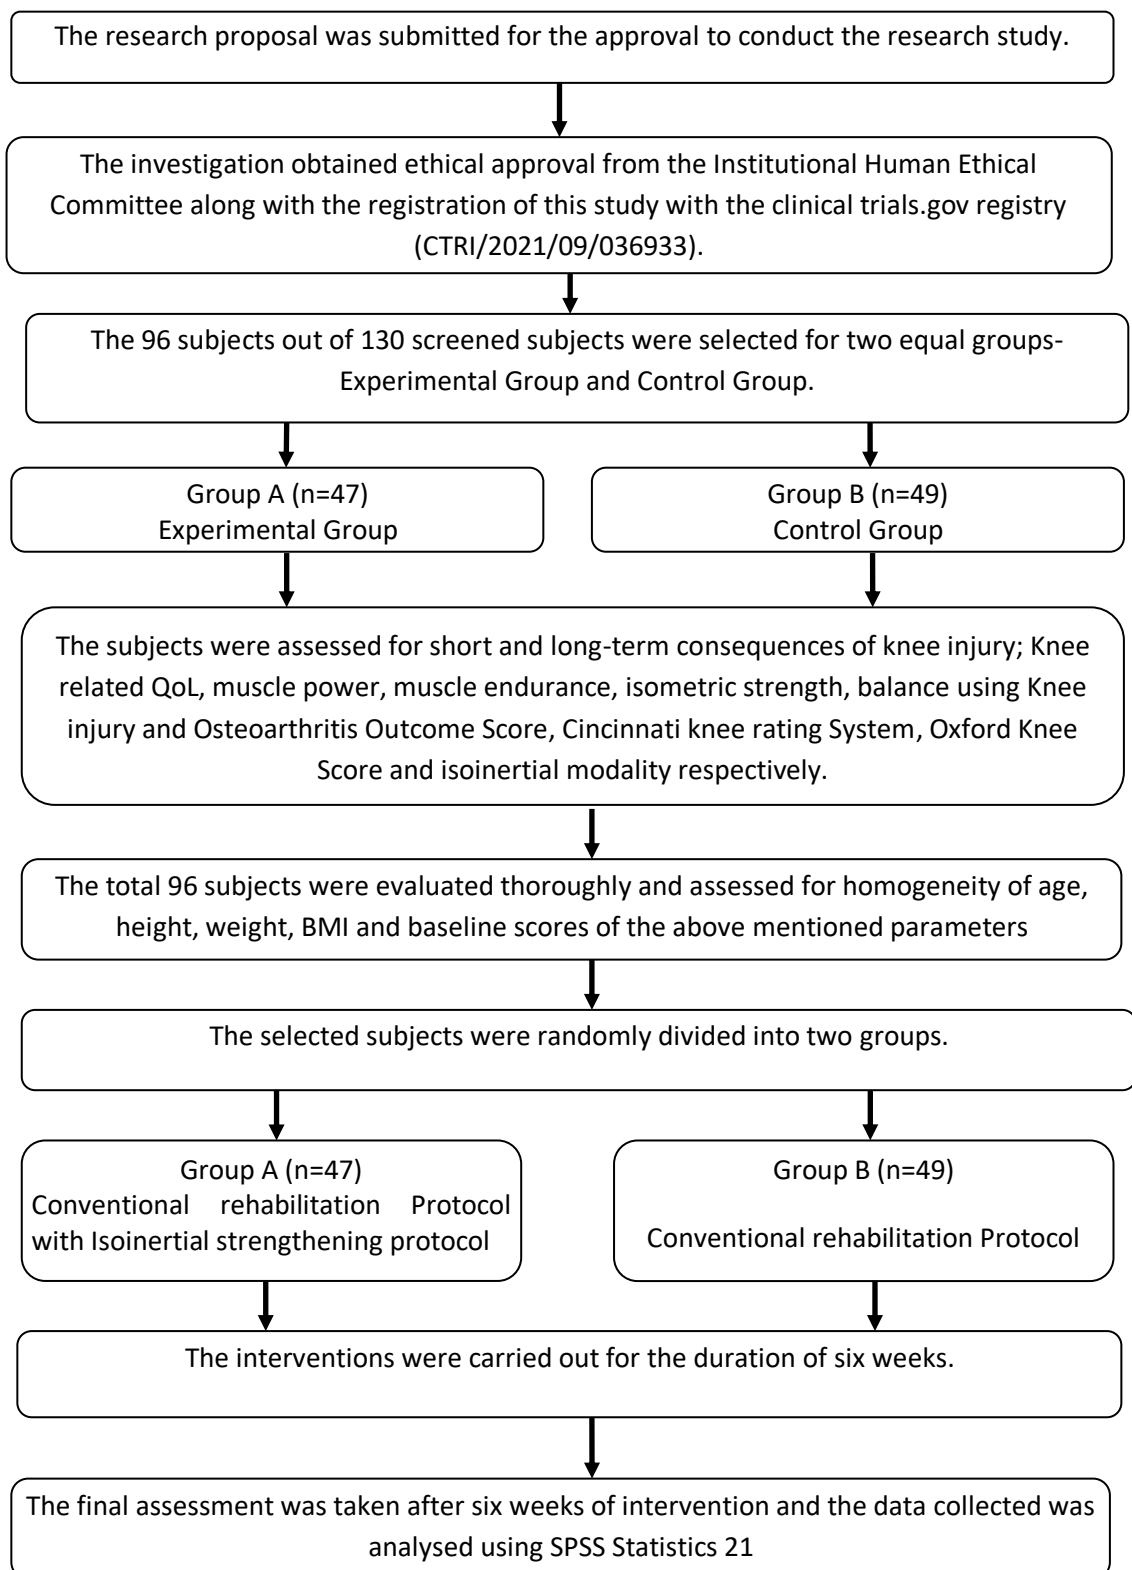 The research proposal was submitted for the approval to conduct the research study.
The investigation obtained ethical approval from the Institutional Human Ethical
Committee along with the registration of this study with the clinical trials.gov registry
(CTRI/2021/09/036933).
The 96 subjects out of 130 screened subjects were selected for two equal groups-
Experimental Group and Control Group.
Group A (n=47)
Experimental Group
Group B (n=49)
Control Group
The subjects were assessed for short and long-term consequences of knee injury; Knee
related QoL, muscle power, muscle endurance, isometric strength, balance using Knee
injury and Osteoarthritis Outcome Score, Cincinnati knee rating System, Oxford Knee
Score and isoinertial modality respectively.
The total 96 subjects were evaluated thoroughly and assessed for homogeneity of age,
height, weight, BMI and baseline scores of the above mentioned parameters
The selected subjects were randomly divided into two groups.
Group A (n=47)
Conventional rehabilitation Protocol
with Isoinertial strengthening protocol
Group B (n=49)
Conventional rehabilitation Protocol
The interventions were carried out for the duration of six weeks.
The final assessment was taken after six weeks of intervention and the data collected was
analysed using SPSS Statistics 21